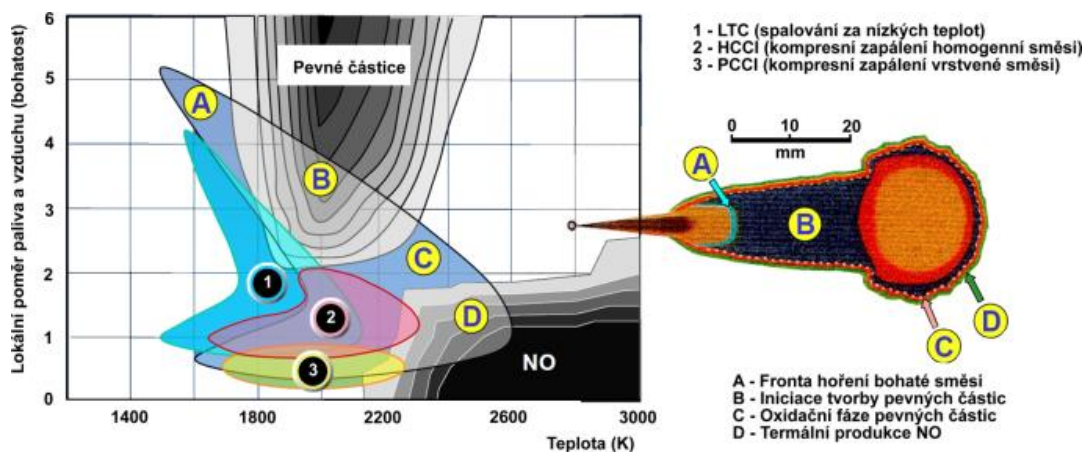 Lokální poměr paliva a vzduchu (bohatost)
6
5
4
3
2
1
0
1400
1800
2200
2600
3000
Teplota (K)
Pevné částice
A
B
C
D
1
2
3
NO
1 - LTC (spalování za nízkých teplot)
2 - HCCI (kompresní zapálení homogenní směsi)
3 - PCCI (kompresní zapálení vrstvené směsi)
0
10
20
mm
A
B
C
D
A - Fronta hoření bohaté směsi
B - Iniciace tvorby pevných částic
C - Oxidační fáze pevných částic
D - Termální produkce NO